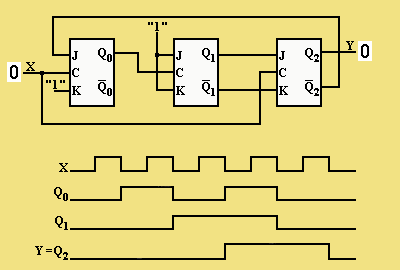 "1"
Y 0
0 X
J Q₀
C
"1" K Q̅₀
J Q₁
C
K Q̅₁
J Q₂
C
K Q̅₂
X
Q₀
Q₁
Y = Q₂